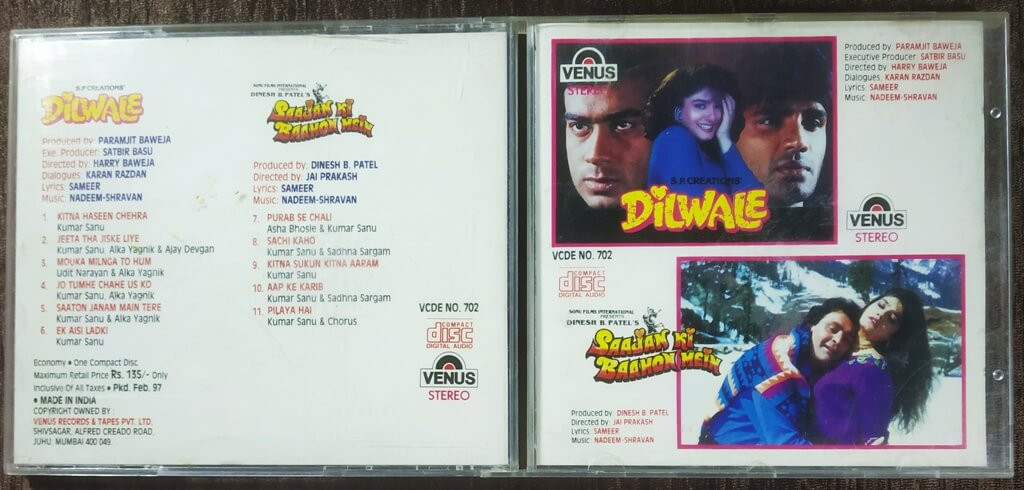 S.P. CREATIONS'
DILWALE
Produced by: PARAMJIT BAWEJA
Exe. Producer: SATBIR BASU
Directed by: HARRY BAWEJA
Dialogues: KARAN RAZDAN
Lyrics: SAMEER
Music: NADEEM-SHRAVAN
1. KITNA HASEEN CHEHRA
Kumar Sanu
2. JEETA THA JISKE LIYE
Kumar Sanu, Alka Yagnik & Ajay Devgan
3. MOUKA MILNGA TO HUM
Udit Narayan & Alka Yagnik
4. JO TUMHE CHAHE US KO
Kumar Sanu, Alka Yagnik
5. SAATON JANAM MAIN TERE
Kumar Sanu & Alka Yagnik
6. EK AISI LADKI
Kumar Sanu
Economy • One Compact Disc
Maximum Retail Price Rs. 135/- Only
Inclusive Of All Taxes • Pkd. Feb. 97
• MADE IN INDIA
COPYRIGHT OWNED BY :
VENUS RECORDS & TAPES PVT. LTD.
SHIVSAGAR, ALFRED CREADO ROAD,
JUHU, MUMBAI 400 049.
SONU FILMS INTERNATIONAL
PRESENTS
DINESH B. PATEL'S
SAAJAN KI
BAAHON MEIN
Produced by: DINESH B. PATEL
Directed by: JAI PRAKASH
Lyrics: SAMEER
Music: NADEEM-SHRAVAN
7. PURAB SE CHALI
Asha Bhosle & Kumar Sanu
8. SACHI KAHO
Kumar Sanu & Sadhna Sargam
9. KITNA SUKUN KITNA AARAM
Kumar Sanu
10. AAP KE KARIB
Kumar Sanu & Sadhna Sargam
11. PILAYA HAI
Kumar Sanu & Chorus
VCDE NO. 702
COMPACT
disc
DIGITAL AUDIO
VENUS
STEREO
VENUS
STEREO
S.P. CREATIONS'
DILWALE
Produced by: PARAMJIT BAWEJA
Executive Producer: SATBIR BASU
Directed by: HARRY BAWEJA
Dialogues: KARAN RAZDAN
Lyrics: SAMEER
Music: NADEEM-SHRAVAN
VENUS
STEREO
VCDE NO. 702
COMPACT
disc
DIGITAL AUDIO
SONU FILMS INTERNATIONAL
PRESENTS
DINESH B. PATEL'S
SAAJAN KI
BAAHON MEIN
Produced by: DINESH B. PATEL
Directed by: JAI PRAKASH
Lyrics: SAMEER
Music: NADEEM-SHRAVAN